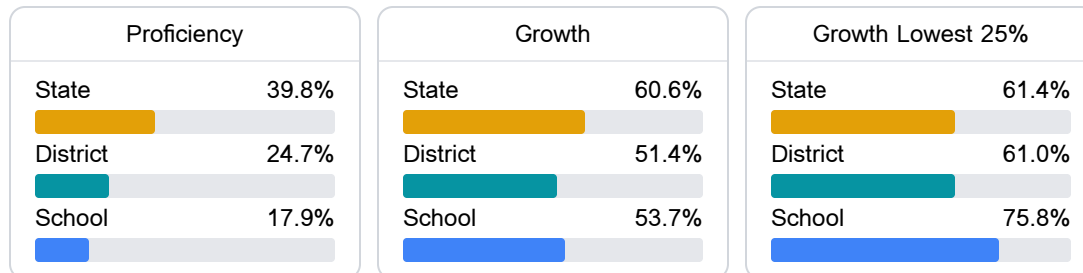 Proficiency
State 39.8%
District 24.7%
School 17.9%
Growth
State 60.6%
District 51.4%
School 53.7%
Growth Lowest 25%
State 61.4%
District 61.0%
School 75.8%